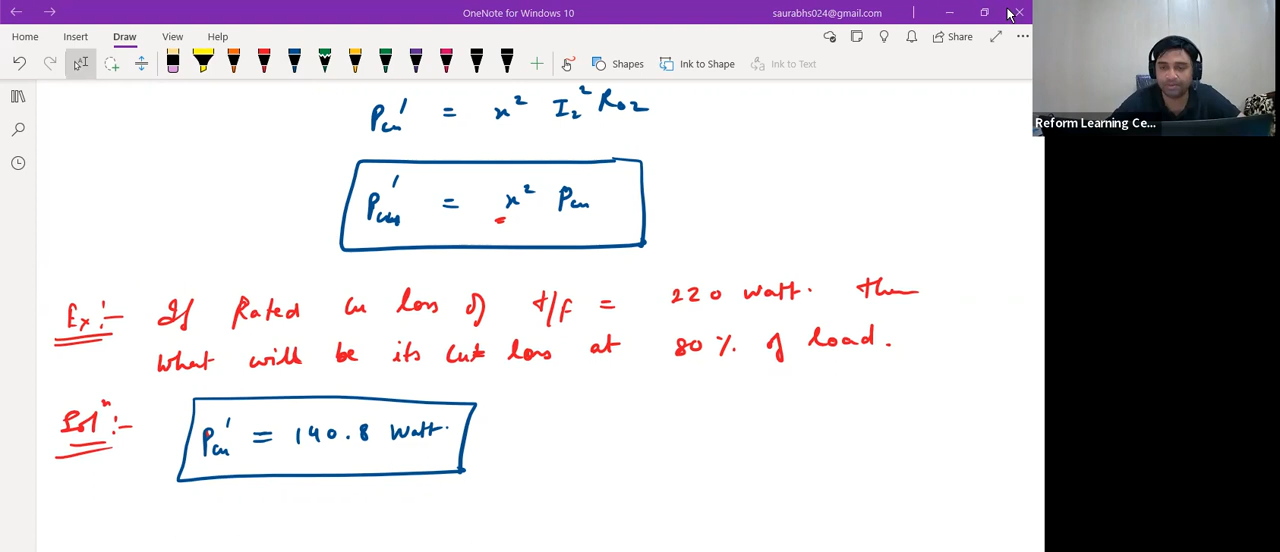 OneNote for Windows 10
saurabhs024@gmail.com
Home Insert Draw View Help
Share
Shapes
Ink to Shape
Ink to Text
Reform Learning Ce...
Pcu' = x² I₂² R02
Pcu' = x² Pcu
Ex:- If Rated cu loss of t/f = 220 watt. then
what will be its cu loss at 80% of load.
Solⁿ:- Pcu' = 140.8 Watt.